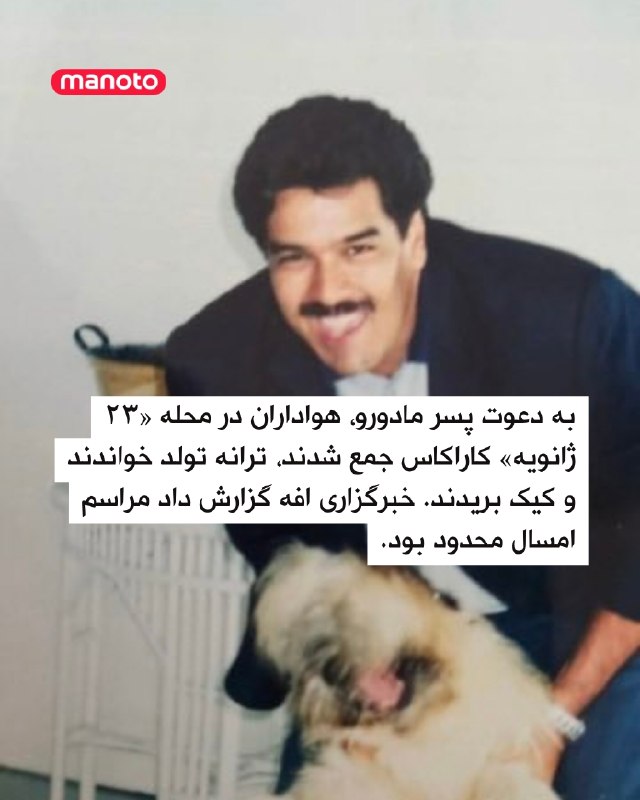 manoto
به دعوت پسر مادورو، هواداران در محله «۲۳
ژانویه» کاراکاس جمع شدند، ترانه تولد خواندند
و کیک بریدند. خبرگزاری افه گزارش داد مراسم
امسال محدود بود.